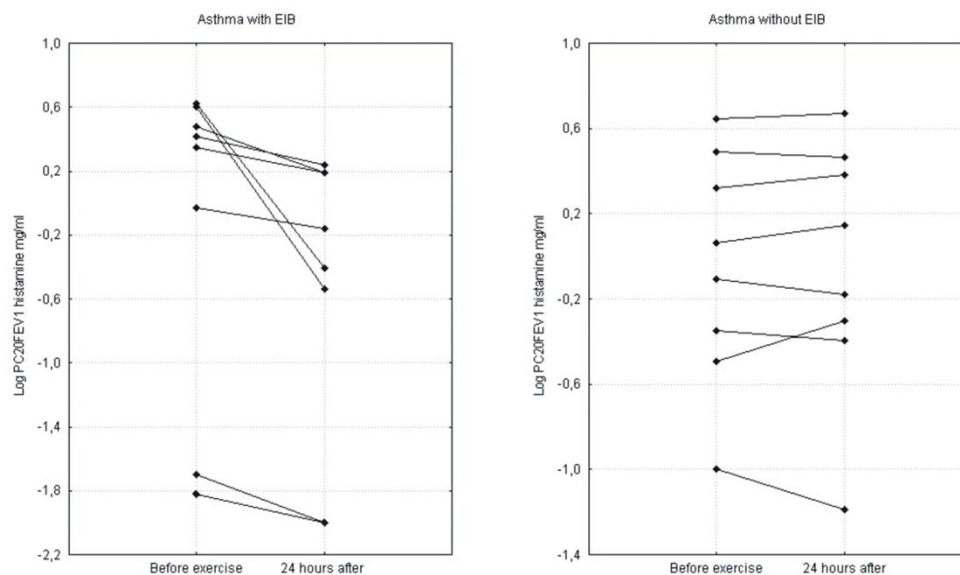 Asthma with EIB
1,0
0,6
0,2
-0,2
-0,6
-1,0
-1,4
-1,8
-2,2
Log PC20FEV1 histamine mg/ml
Before exercise
24 hours after
Asthma without EIB
1,0
0,6
0,2
-0,2
-0,6
-1,0
-1,4
Log PC20FEV1 histamine mg/ml
Before exercise
24 hours after